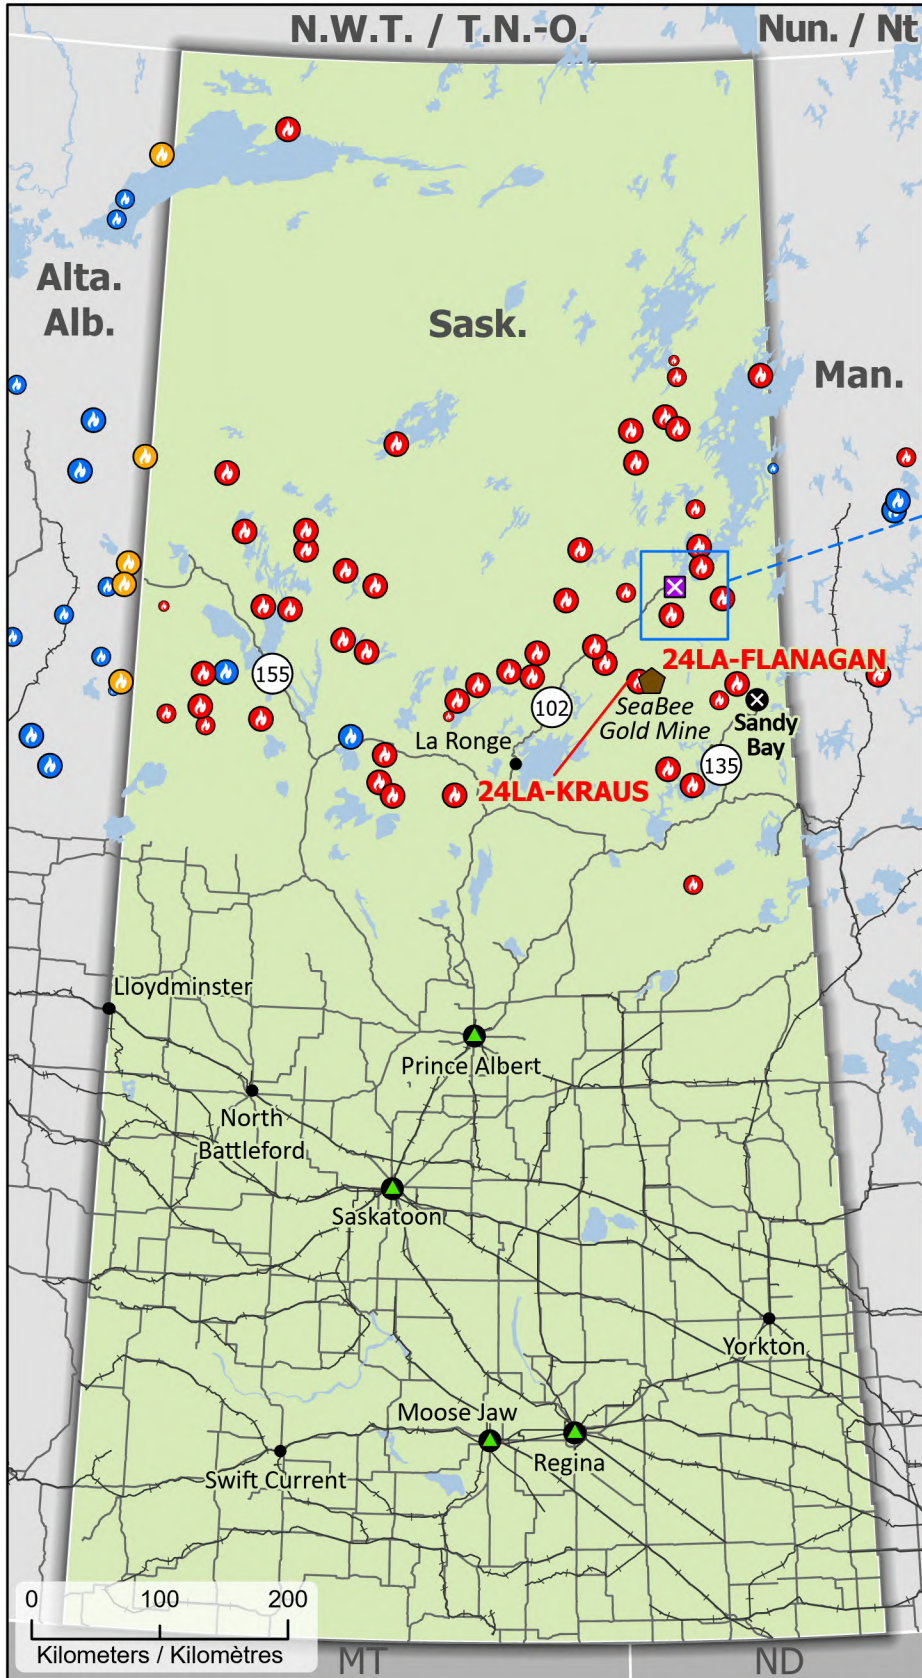 N.W.T. / T.N.-O.
Nun. / Nt
Alta.
Alb.
Sask.
Man.
155
102
24LA-FLANAGAN
SeaBee
Gold Mine
Sandy
Bay
La Ronge
135
24LA-KRAUS
Lloydminster
Prince Albert
North
Battleford
Saskatoon
Yorkton
Moose Jaw
Regina
Swift Current
0 100 200
Kilometers / Kilomètres
MT
ND